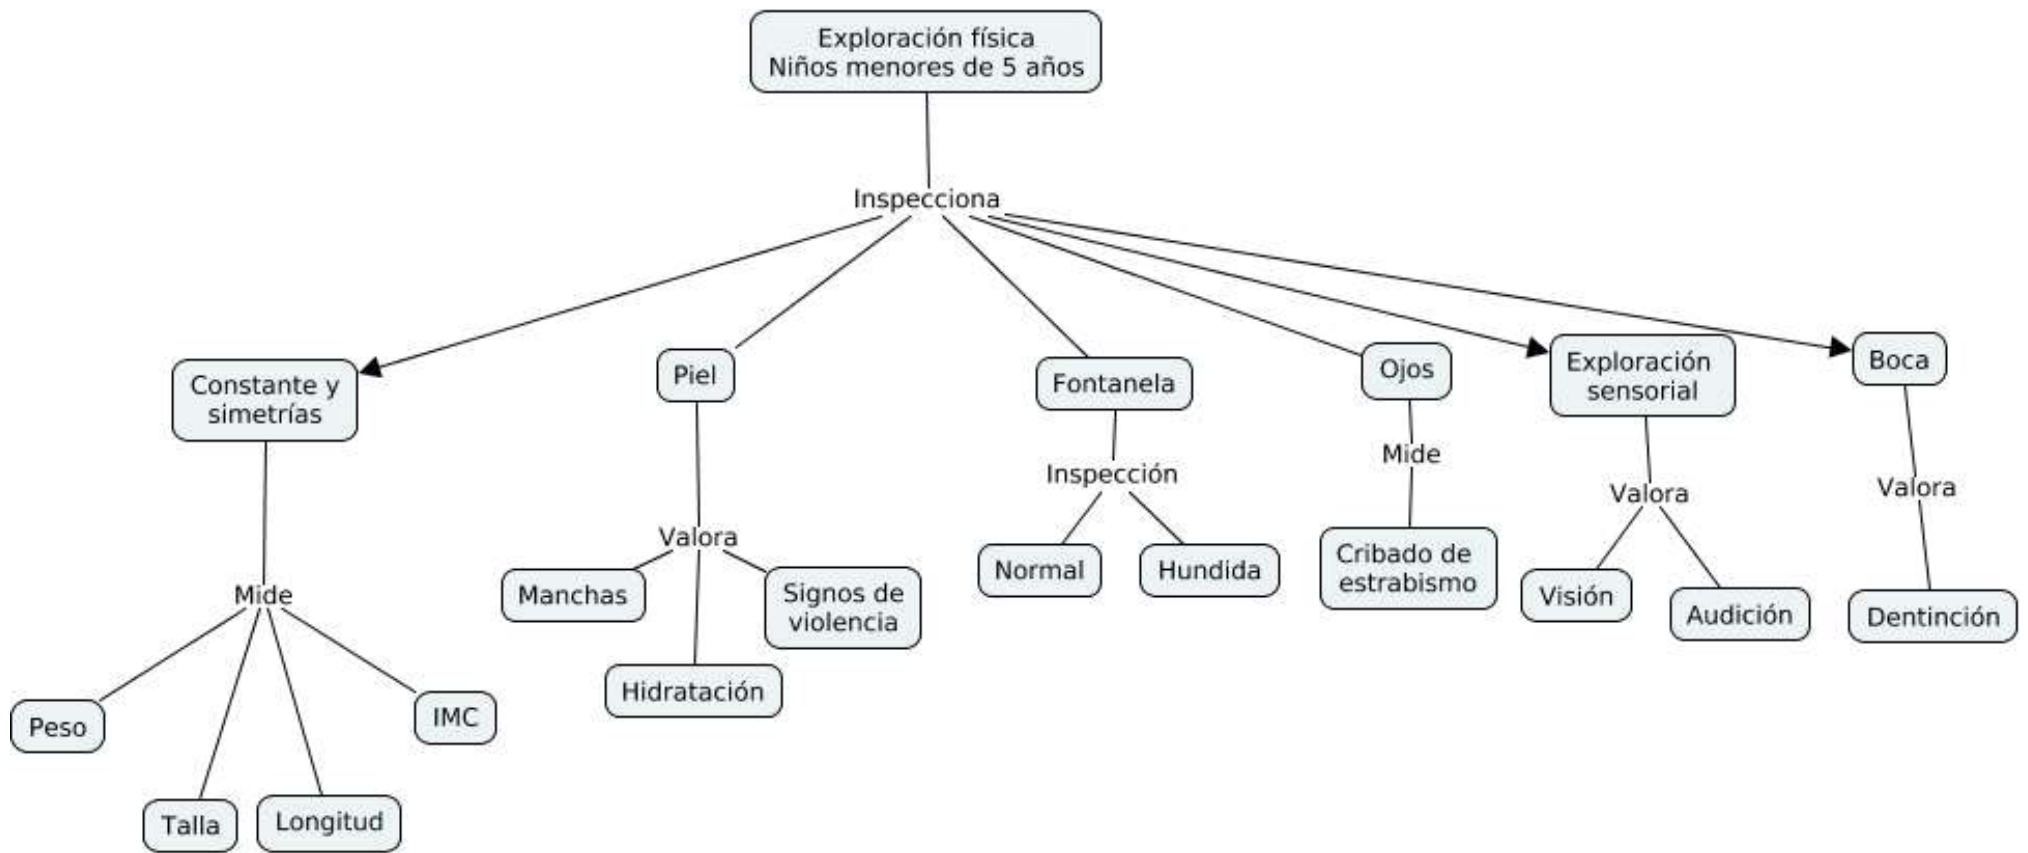 Exploración física
Niños menores de 5 años
Inspecciona
Constante y
simetrías
Piel
Fontanela
Ojos
Exploración
sensorial
Boca
Mide
Valora
Inspección
Mide
Valora
Valora
Peso
Talla
Longitud
IMC
Manchas
Hidratación
Signos de
violencia
Normal
Hundida
Cribado de
estrabismo
Visión
Audición
Dentinción